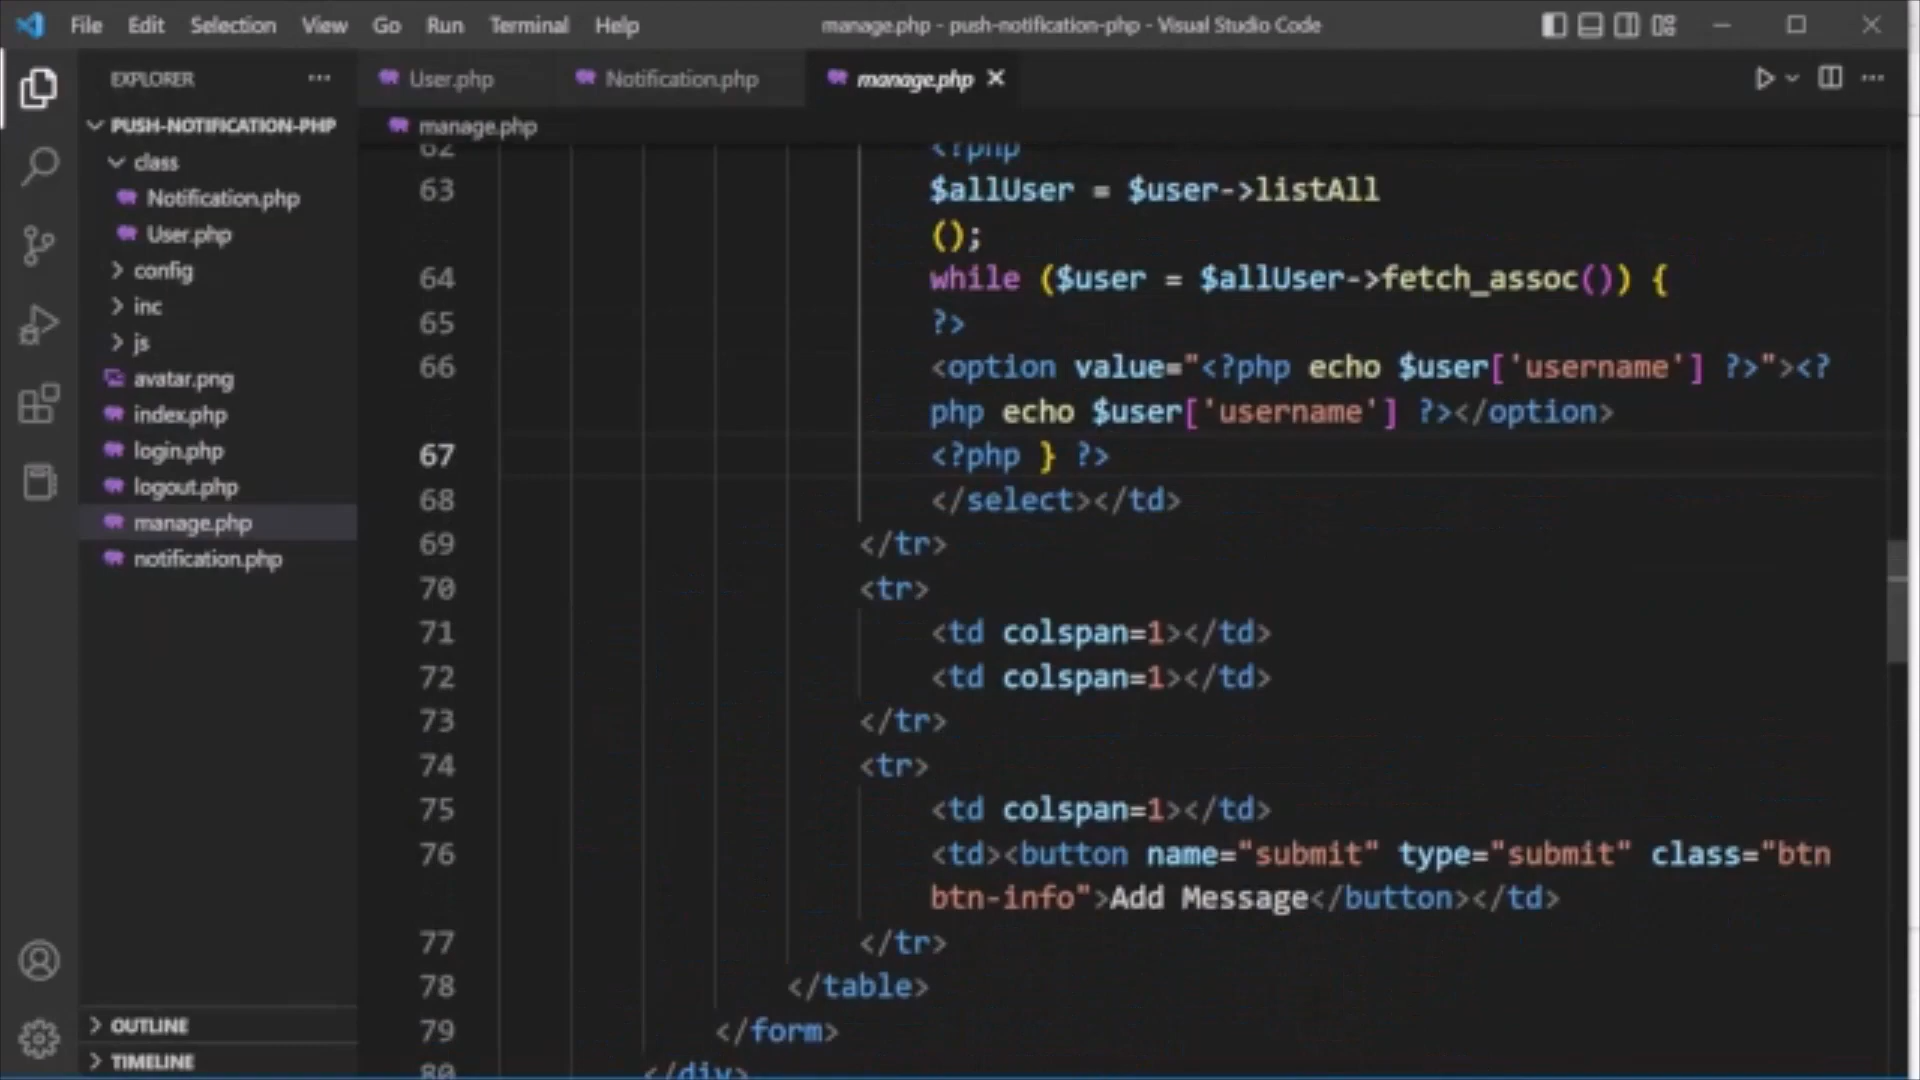 File Edit Selection View Go Run Terminal Help
manage.php - push-notification-php - Visual Studio Code
EXPLORER
PUSH-NOTIFICATION-PHP
class
Notification.php
User.php
config
inc
js
avatar.png
index.php
login.php
logout.php
manage.php
notification.php
OUTLINE
TIMELINE
User.php Notification.php manage.php
manage.php
62 <?php
63 $allUser = $user->listAll
();
64 while ($user = $allUser->fetch_assoc()) {
65 ?>
66 <option value="<?php echo $user['username'] ?>"><?
php echo $user['username'] ?></option>
67 <?php } ?>
68 </select></td>
69 </tr>
70 <tr>
71 <td colspan=1></td>
72 <td colspan=1></td>
73 </tr>
74 <tr>
75 <td colspan=1></td>
76 <td><button name="submit" type="submit" class="btn
btn-info">Add Message</button></td>
77 </tr>
78 </table>
79 </form>
80 </div>